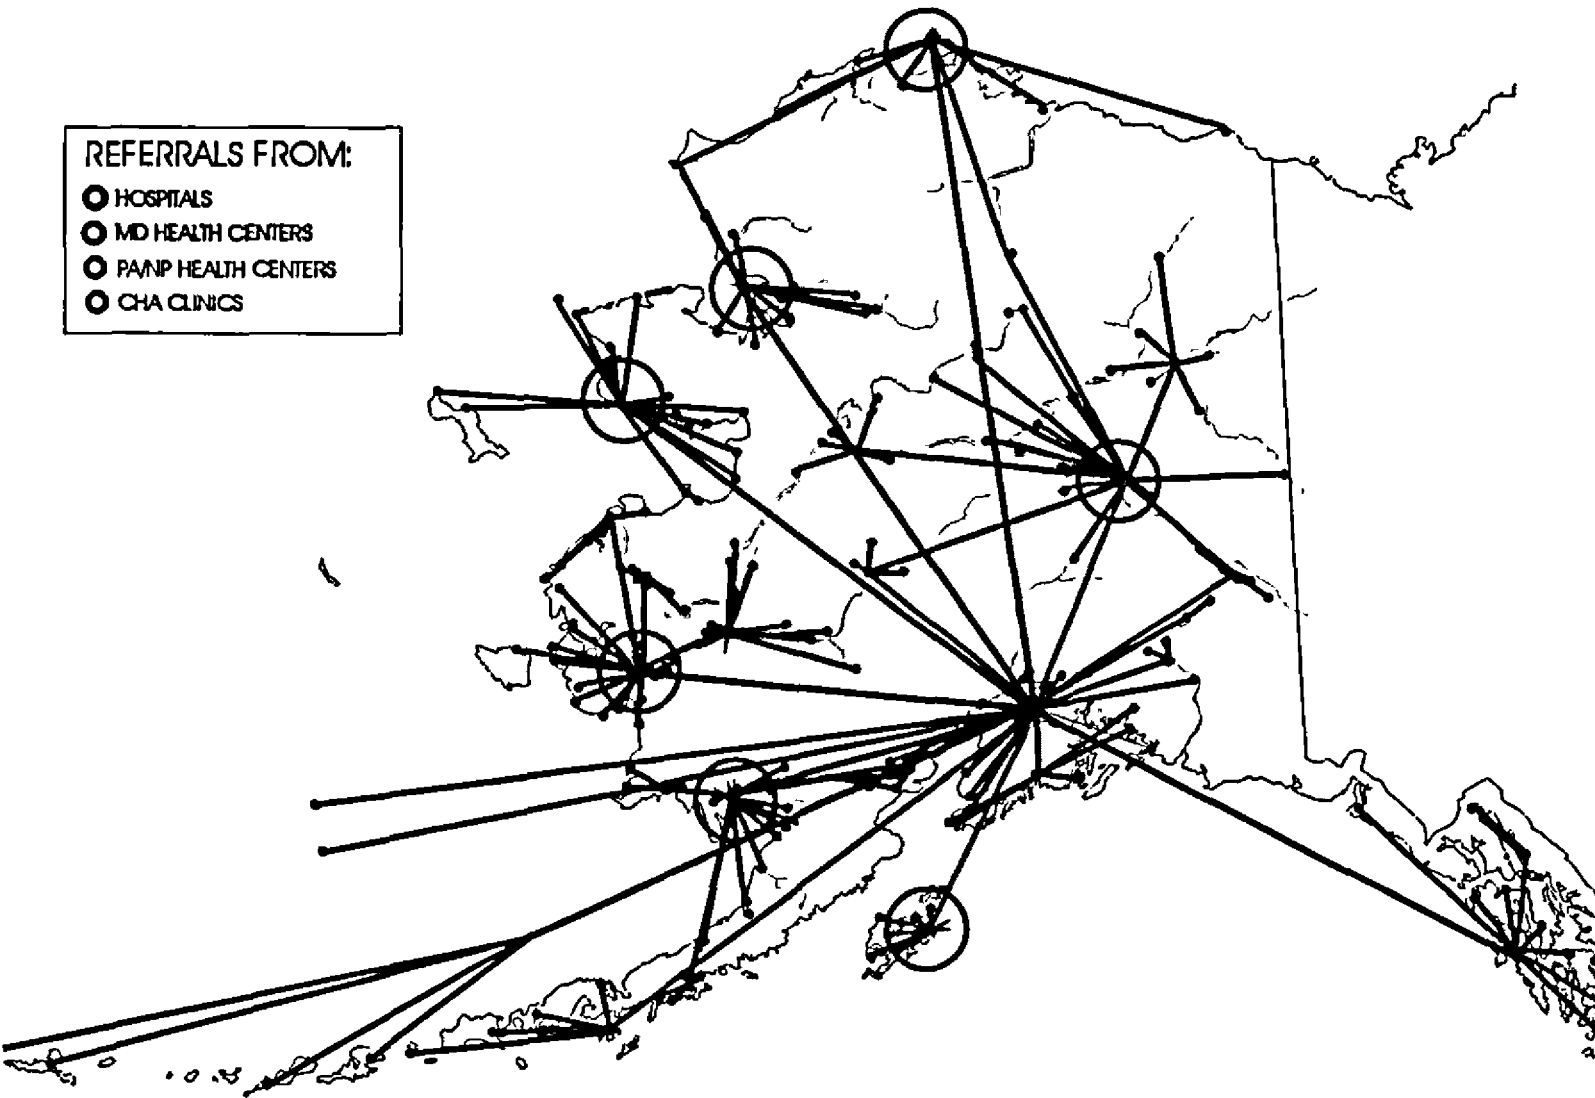 REFERRALS FROM:
HOSPITALS
MD HEALTH CENTERS
PA/NP HEALTH CENTERS
CHA CLINICS